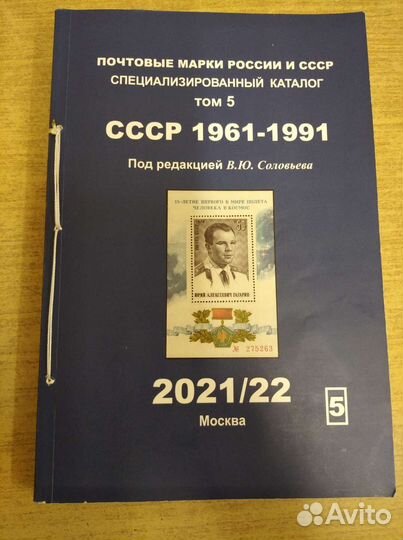 ПОЧТОВЫЕ МАРКИ РОССИИ И СССР
СПЕЦИАЛИЗИРОВАННЫЙ КАТАЛОГ
ТОМ 5
СССР 1961-1991
Под редакцией В.Ю. Соловьева
15-ЛЕТИЕ ПЕРВОГО В МИРЕ ПОЛЕТА
ЧЕЛОВЕКА В КОСМОС
ЮРИЙ АЛЕКСЕЕВИЧ ГАГАРИН
№ 275263
2021/22
5
Москва
Avito